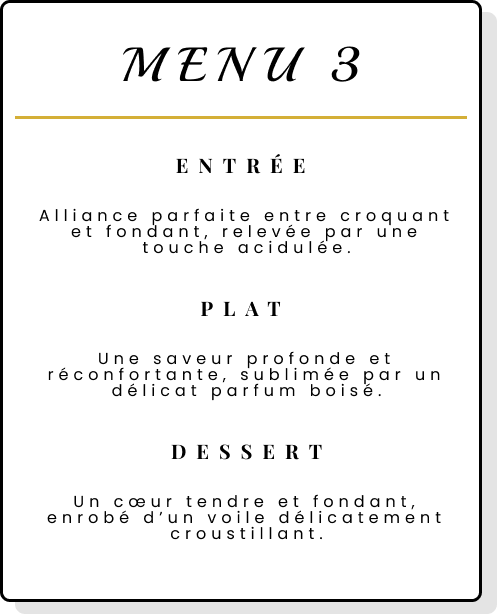 MENU 3
ENTRÉE
Alliance parfaite entre croquant
et fondant, relevée par une
touche acidulée.
PLAT
Une saveur profonde et
réconfortante, sublimée par un
délicat parfum boisé.
DESSERT
Un cœur tendre et fondant,
enrobé d’un voile délicatement
croustillant.